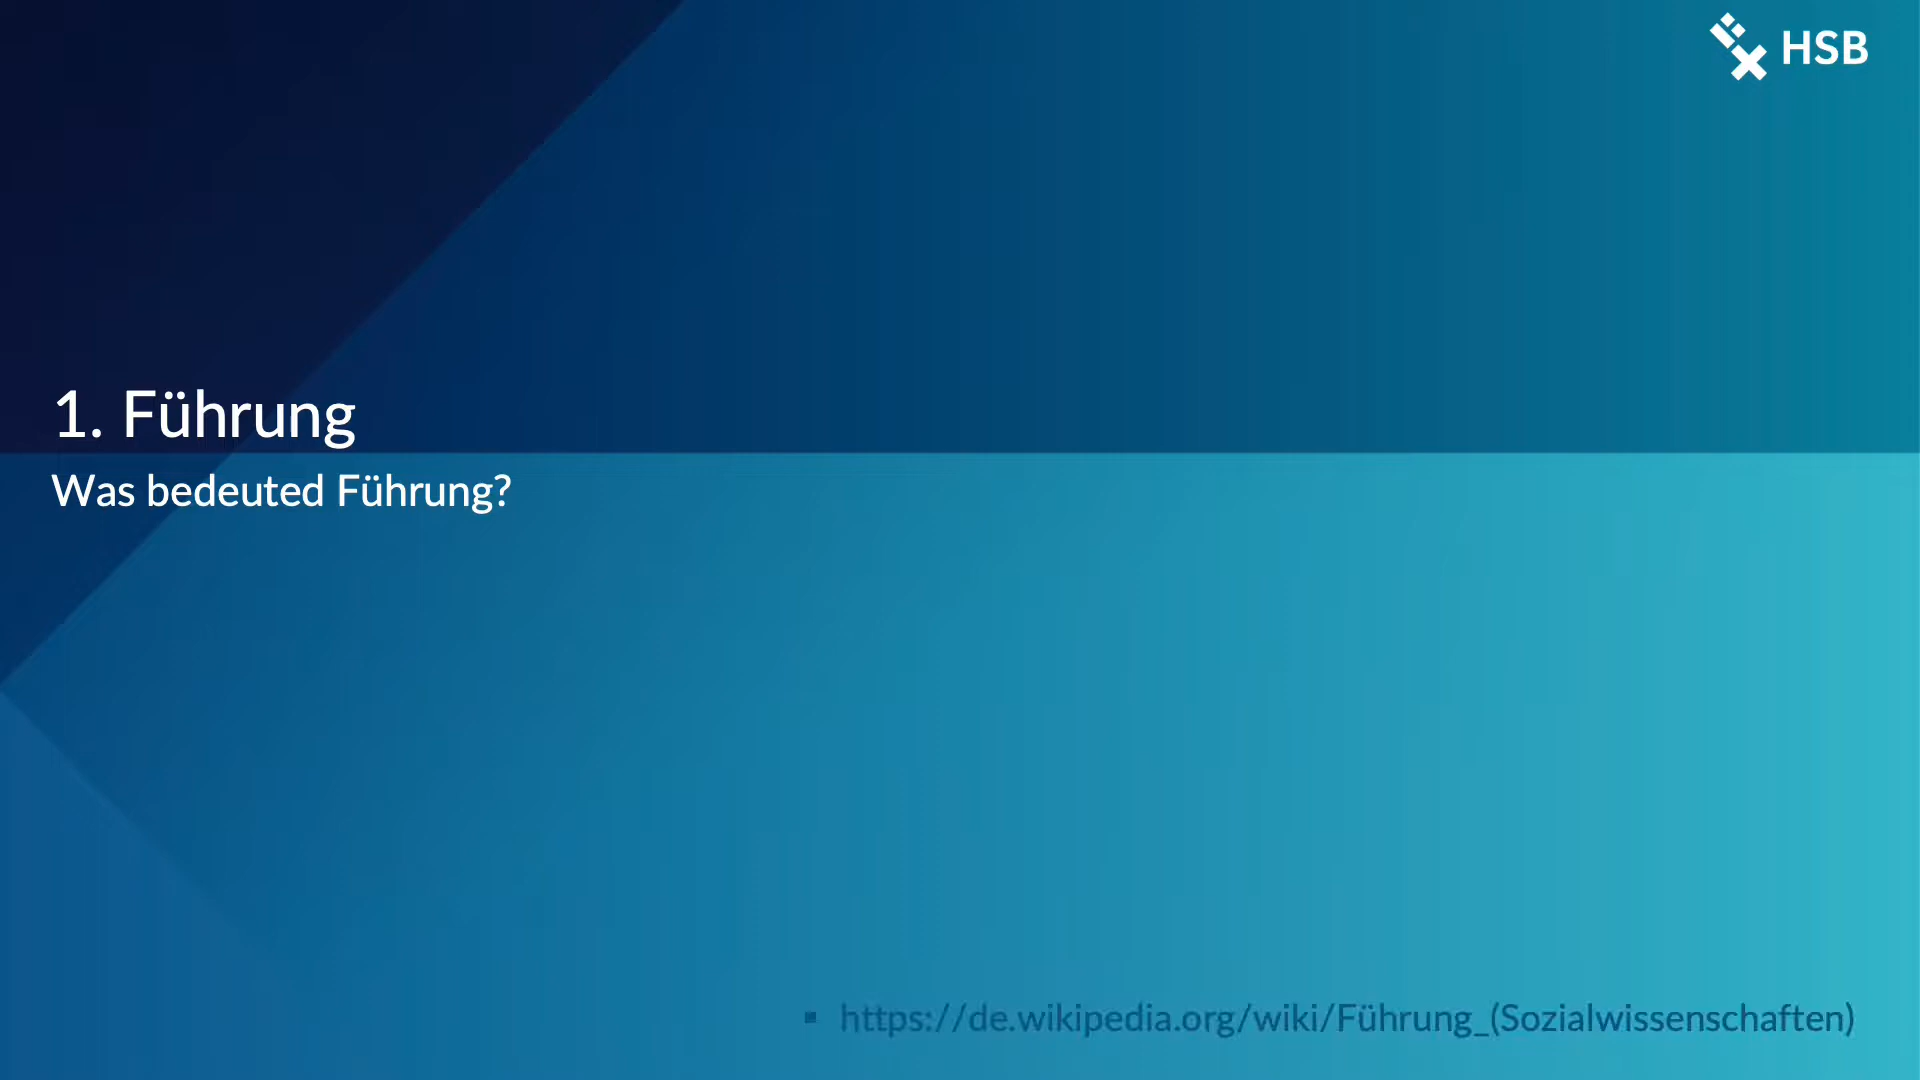 HSB
1. Führung
Was bedeuted Führung?
▪ https://de.wikipedia.org/wiki/Führung_(Sozialwissenschaften)